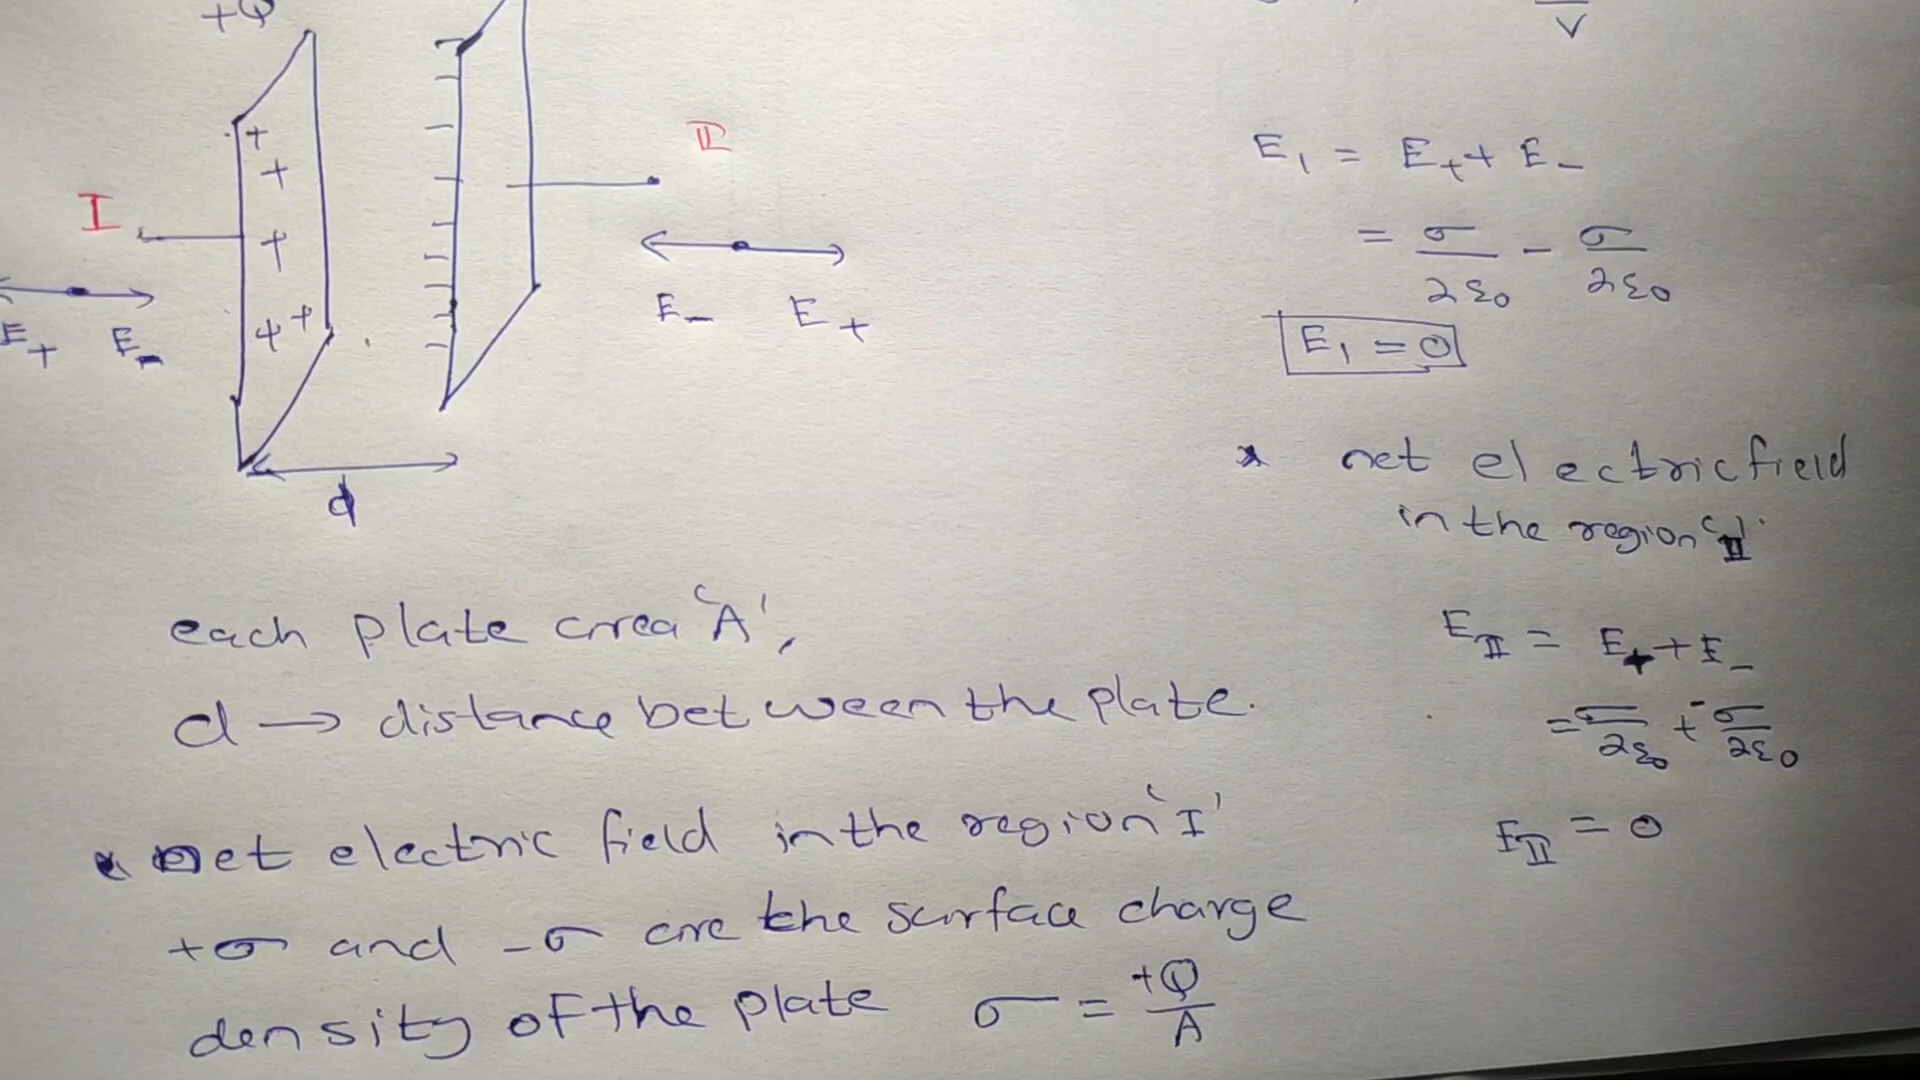 +Q
I
II
E+ E-
E- E+
d
each plate area 'A',
d → distance between the plate.
net electric field in the region 'I'
+σ and -σ are the surface charge
density of the plate σ = +Q/A
V
E₁ = E+ + E-
= σ/2ε₀ - σ/2ε₀
E₁ = 0
* net electric field
in the region 'II'
E_II = E+ + E-
= σ/2ε₀ + -σ/2ε₀
E_II = 0